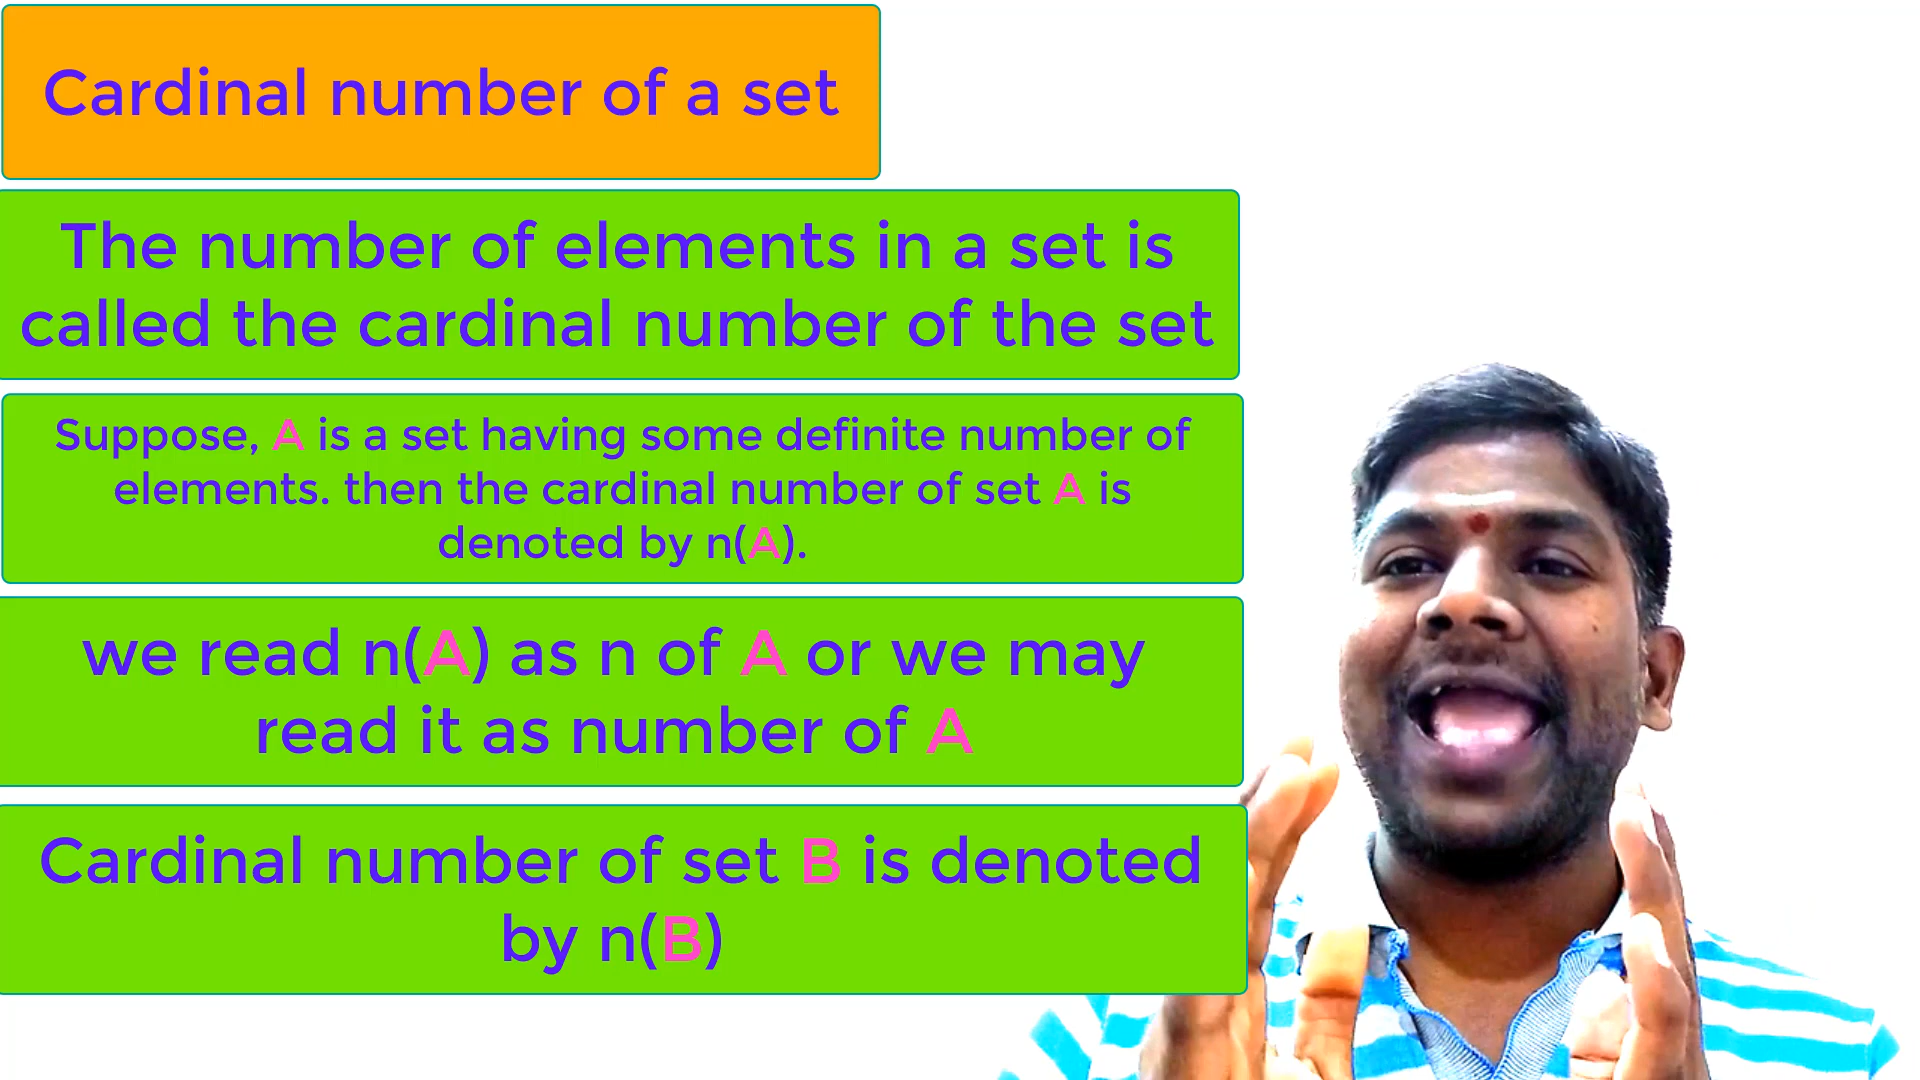 Cardinal number of a set
The number of elements in a set is
called the cardinal number of the set
Suppose, A is a set having some definite number of
elements. then the cardinal number of set A is
denoted by n(A).
we read n(A) as n of A or we may
read it as number of A
Cardinal number of set B is denoted
by n(B)